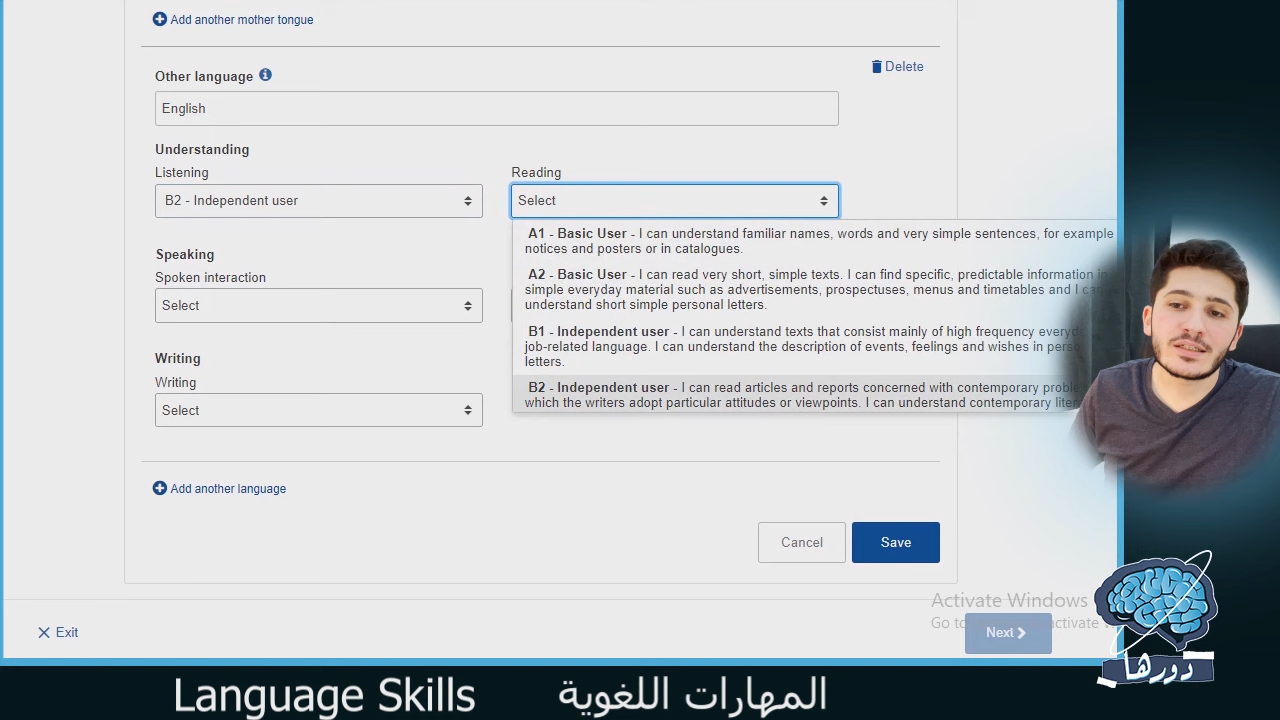 Add another mother tongue
Other language
Delete
English
Understanding
Listening
Reading
B2 - Independent user
Select
A1 - Basic User - I can understand familiar names, words and very simple sentences, for example
notices and posters or in catalogues.
A2 - Basic User - I can read very short, simple texts. I can find specific, predictable information in
simple everyday material such as advertisements, prospectuses, menus and timetables and I can
understand short simple personal letters.
B1 - Independent user - I can understand texts that consist mainly of high frequency
job-related language. I can understand the description of events, feelings and wishes in
letters.
B2 - Independent user - I can read articles and reports concerned with contemporary
which the writers adopt particular attitudes or viewpoints. I can understand contemporary
Speaking
Spoken interaction
Select
Writing
Writing
Select
Add another language
Cancel
Save
Activate Windows
Go to activate
Exit
Next
دورها
Language Skills المهارات اللغوية